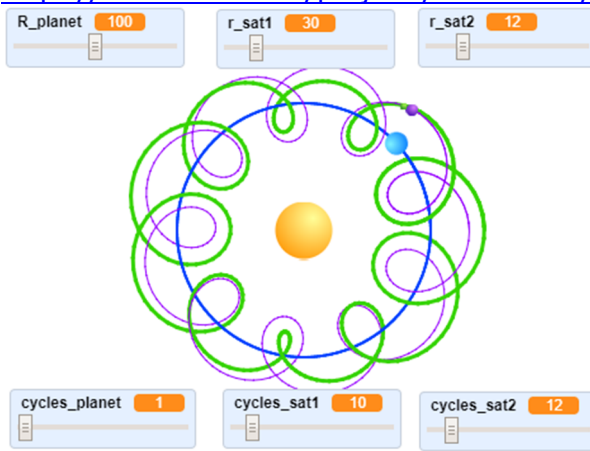 R_planet 100
r_sat1 30
r_sat2 12
cycles_planet 1
cycles_sat1 10
cycles_sat2 12